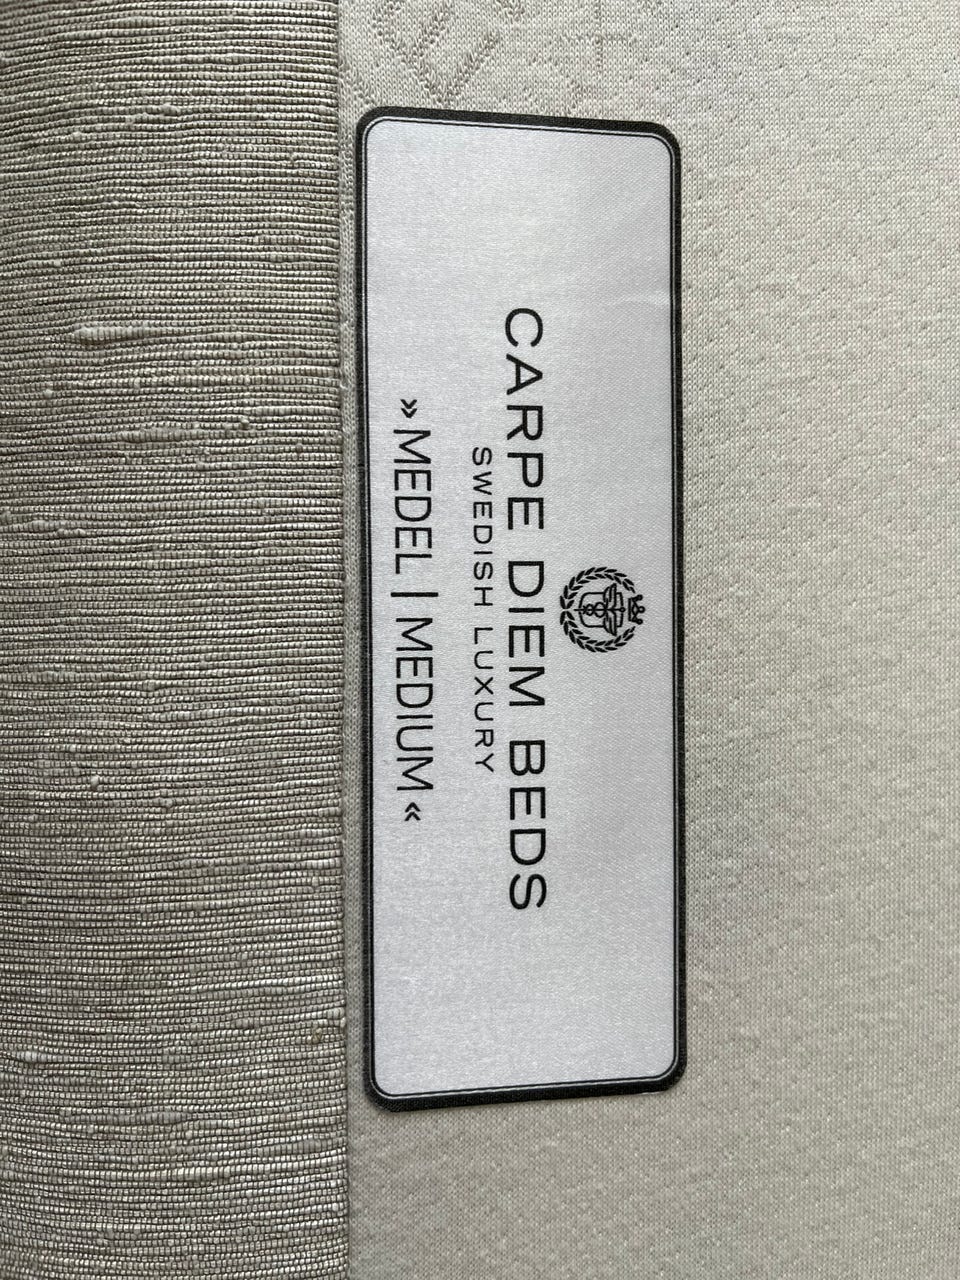 CARPE DIEM BEDS
SWEDISH LUXURY
»MEDEL | MEDIUM«